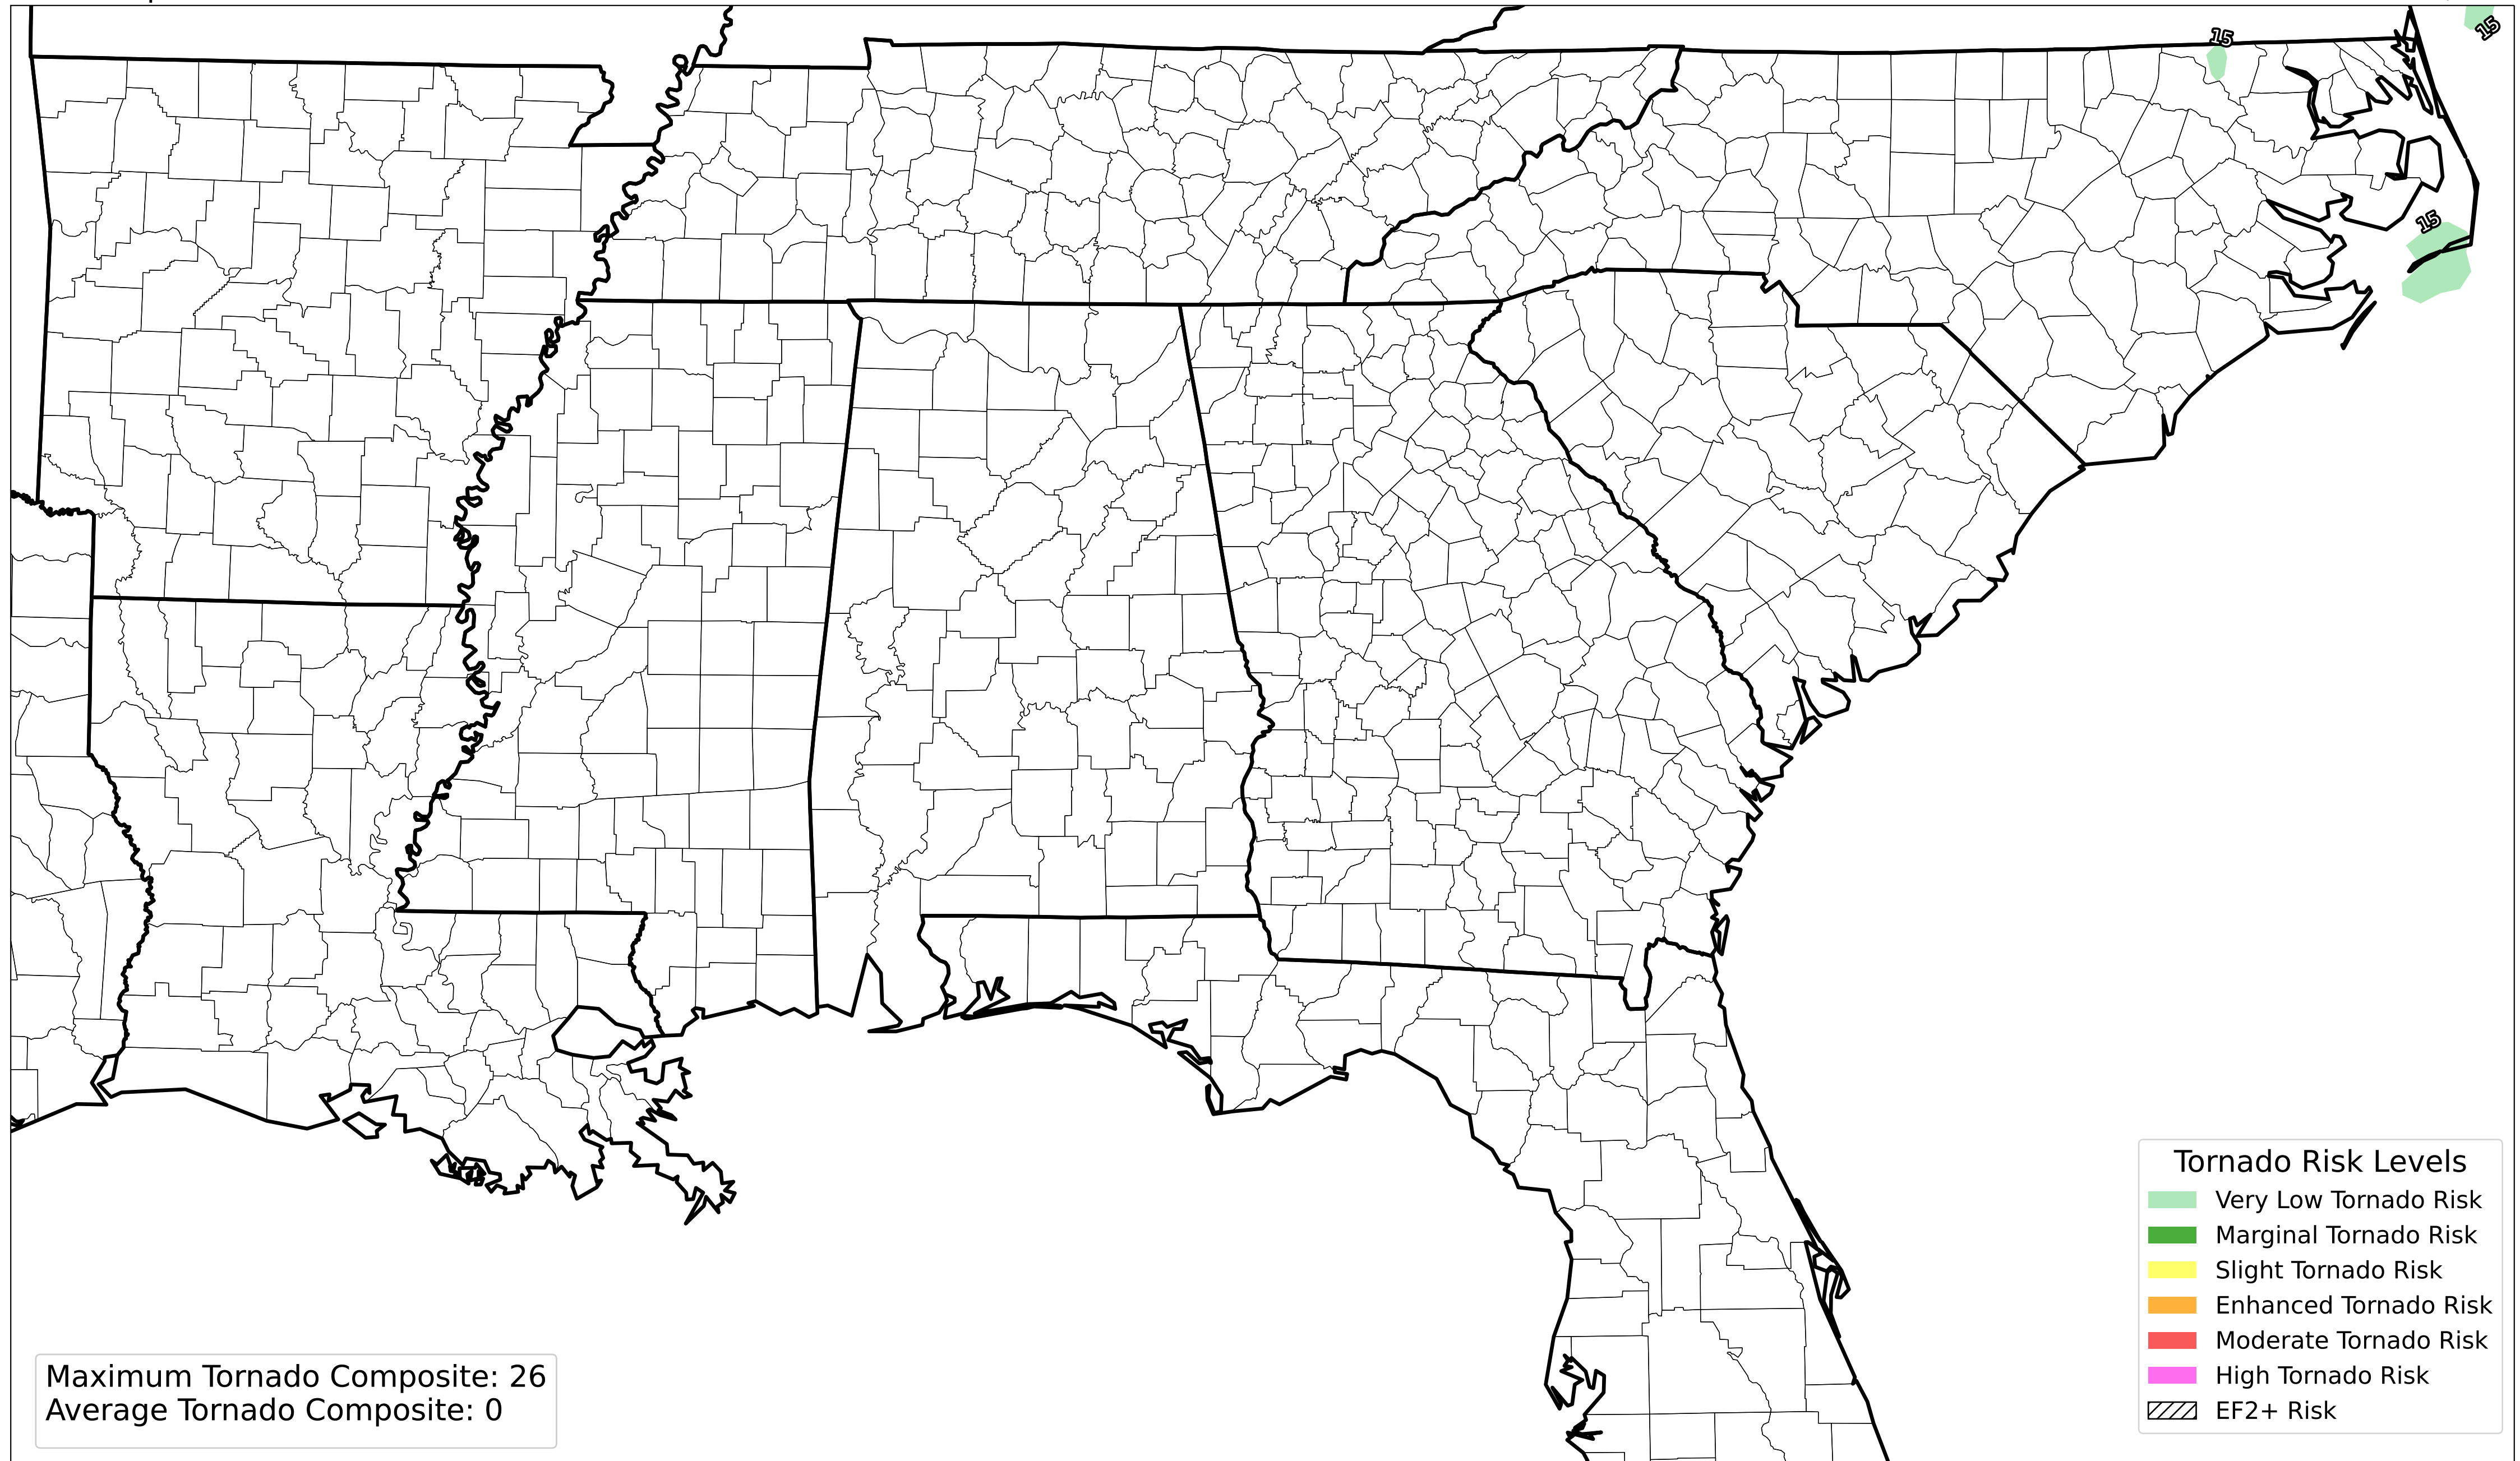 15
15
15
Tornado Risk Levels
Very Low Tornado Risk
Marginal Tornado Risk
Slight Tornado Risk
Enhanced Tornado Risk
Moderate Tornado Risk
High Tornado Risk
EF2+ Risk
Maximum Tornado Composite: 26
Average Tornado Composite: 0